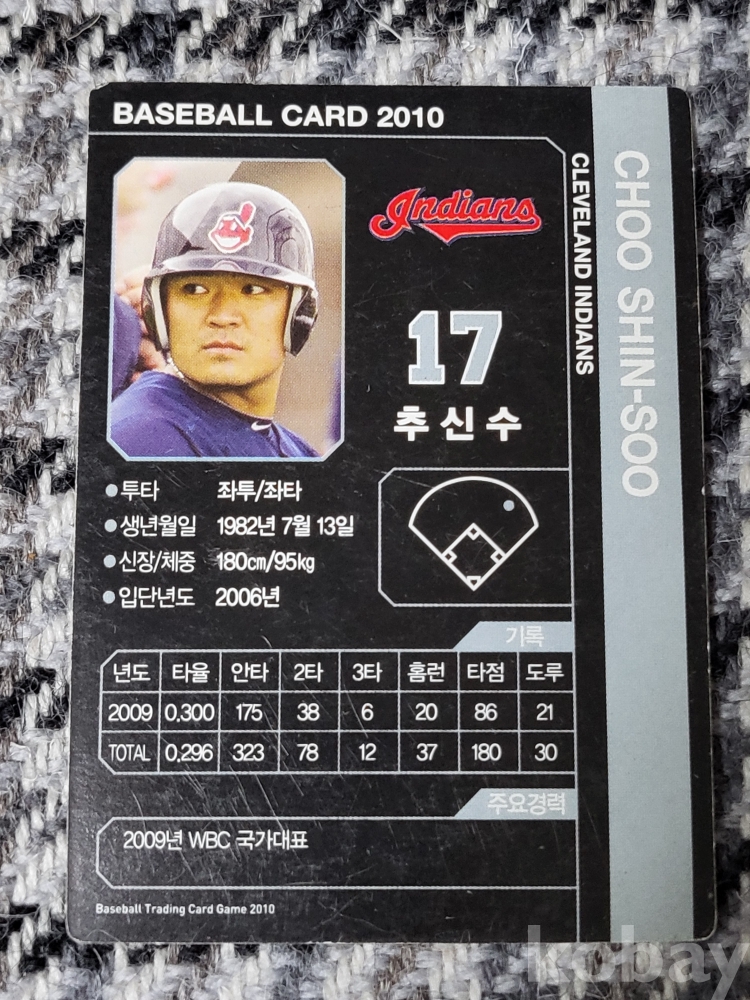 BASEBALL CARD 2010
CHOO SHIN-SOO
CLEVELAND INDIANS
Indians
17
추신수
투타 좌투/좌타
생년월일 1982년 7월 13일
신장/체중 180cm/95kg
입단년도 2006년
기록
년도 타율 안타 2타 3타 홈런 타점 도루
2009 0.300 175 38 6 20 86 21
TOTAL 0.296 323 78 12 37 180 30
주요경력
2009년 WBC 국가대표
Baseball Trading Card Game 2010
kobay